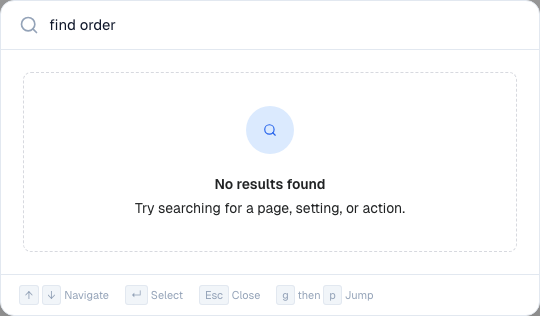 find order
No results found
Try searching for a page, setting, or action.
↑ ↓ Navigate ↵ Select Esc Close g then p Jump